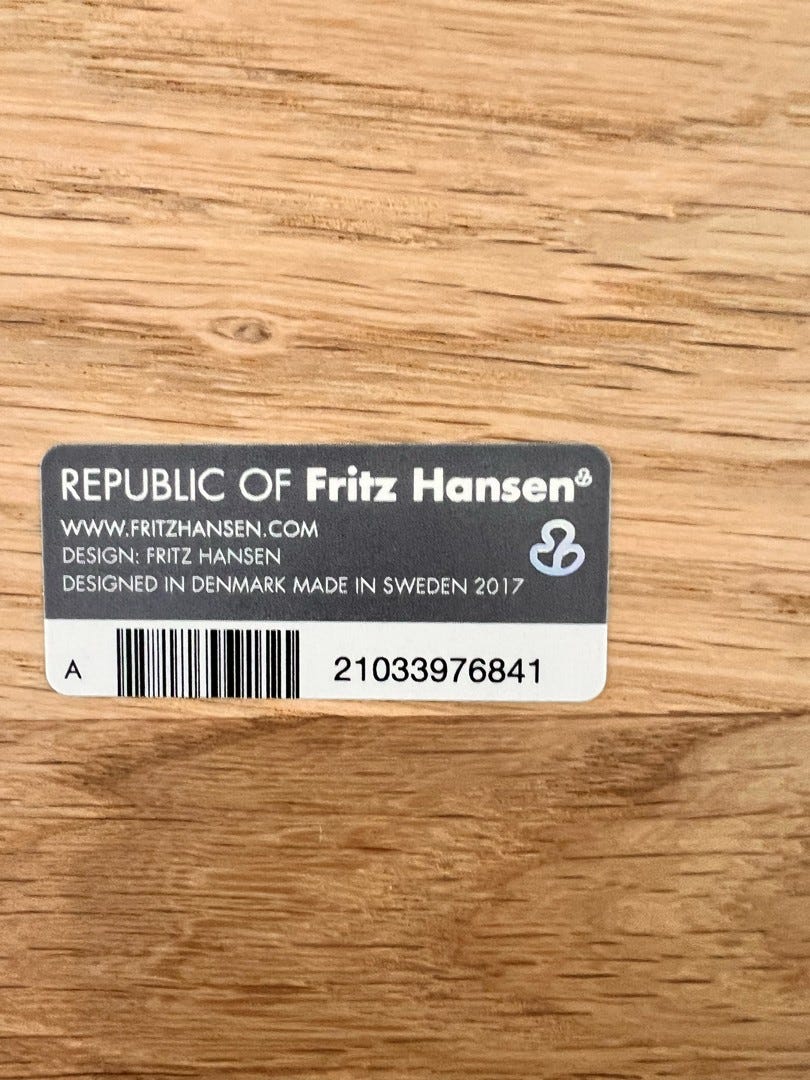 REPUBLIC OF Fritz Hansen
WWW.FRITZHANSEN.COM
DESIGN: FRITZ HANSEN
DESIGNED IN DENMARK MADE IN SWEDEN 2017
A 21033976841